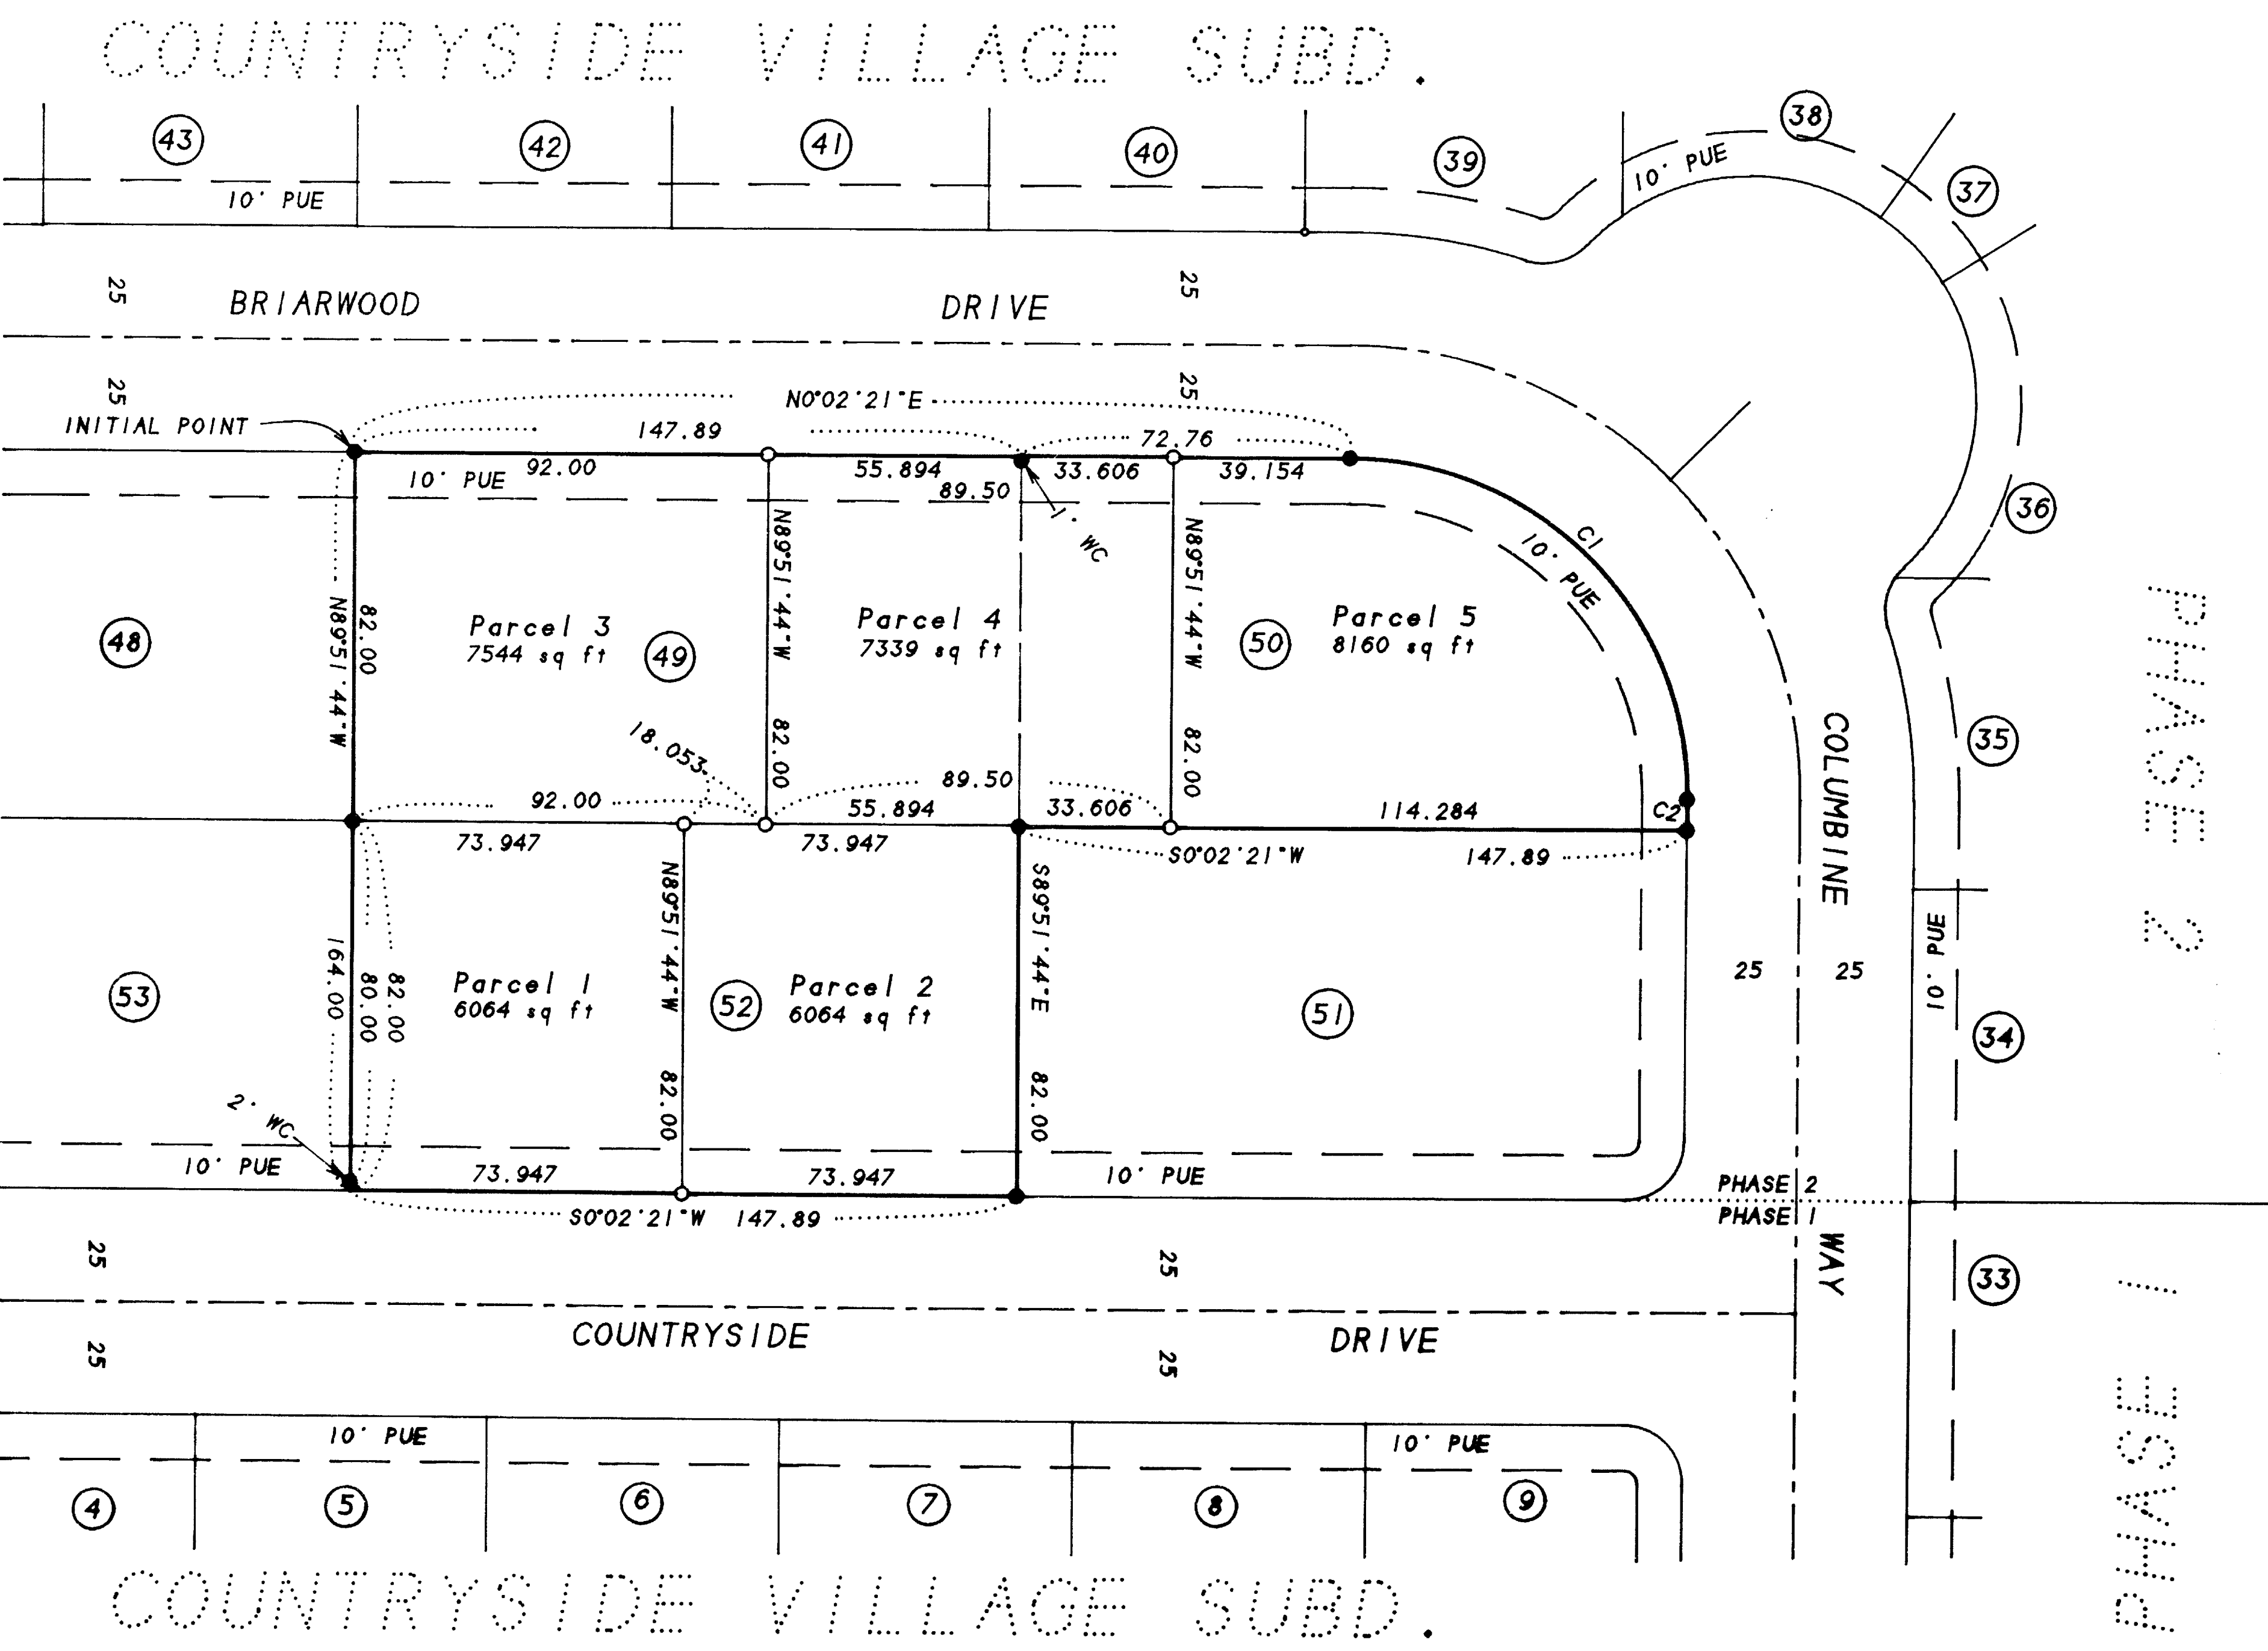 COUNTRYSIDE VILLAGE SUBD.
43
42
41
40
39
38
37
10' PUE
10' PUE
25
BRIARWOOD DRIVE
25
25
25
N0°02'21"E
INITIAL POINT
147.89
72.76
10' PUE
92.00
55.894
33.606
39.154
89.50
1' WC
36
C1
10' PUE
N89°51'44"W
N89°51'44"W
48
82.00
N89°51'44"W
Parcel 3
7544 sq ft
49
Parcel 4
7339 sq ft
50
Parcel 5
8160 sq ft
PHASE 2
35
COLUMBINE
18.053
82.00
82.00
92.00
89.50
55.894
33.606
114.284
C2
73.947
73.947
S0°02'21"W
147.89
N89°51'44"W
S89°51'44"E
53
164.00
80.00
82.00
Parcel 1
6064 sq ft
52
Parcel 2
6064 sq ft
51
25
25
10' PUE
34
82.00
82.00
2' WC
10' PUE
73.947
73.947
10' PUE
S0°02'21"W 147.89
PHASE 2
PHASE 1
WAY
33
25
25
COUNTRYSIDE DRIVE
25
25
PHASE 1
10' PUE
10' PUE
4
5
6
7
8
9
COUNTRYSIDE VILLAGE SUBD.